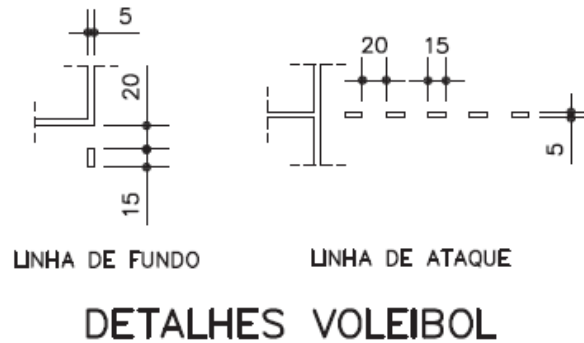 5
20
15
LINHA DE FUNDO
20 15
5
LINHA DE ATAQUE
DETALHES VOLEIBOL